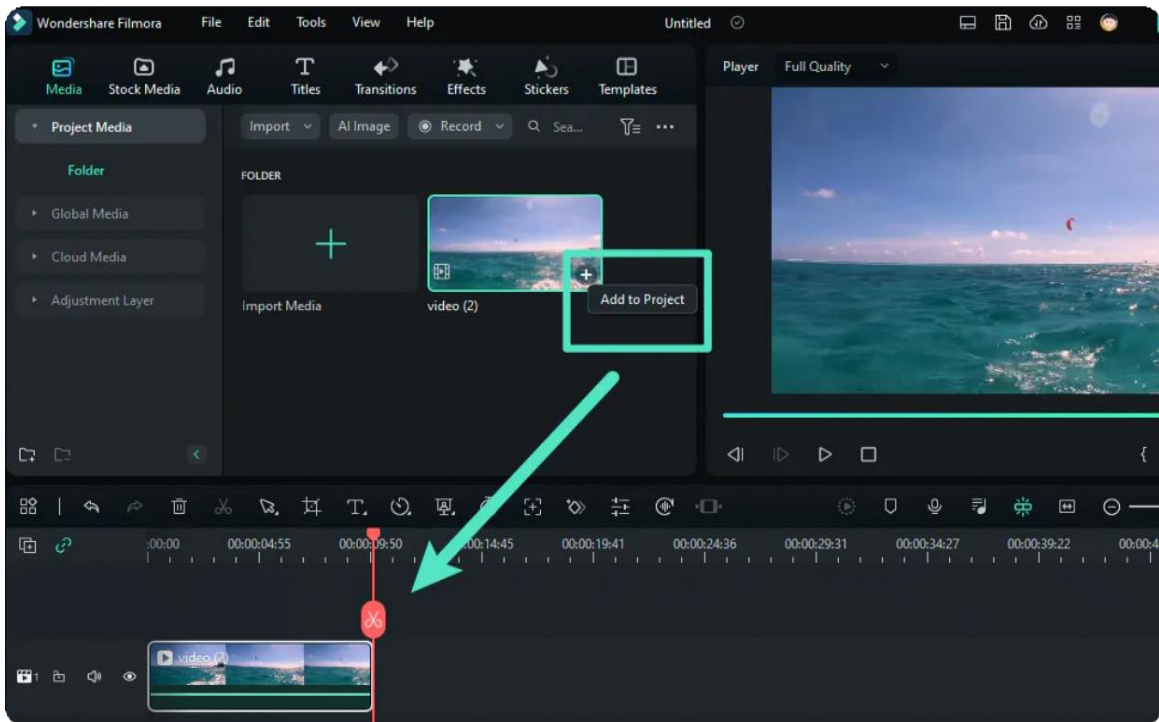 Wondershare Filmora File Edit Tools View Help Untitled
Media Stock Media Audio Titles Transitions Effects Stickers Templates
Player Full Quality
Project Media
Import AI Image Record Sea...
Folder
FOLDER
Global Media
Cloud Media
Adjustment Layer
Import Media
video (2)
Add to Project
:00:00 00:00:04:55 00:00:09:50 :00:14:45 00:00:19:41 00:00:24:36 00:00:29:31 00:00:34:27 00:00:39:22 00:00:4
video (2)
1